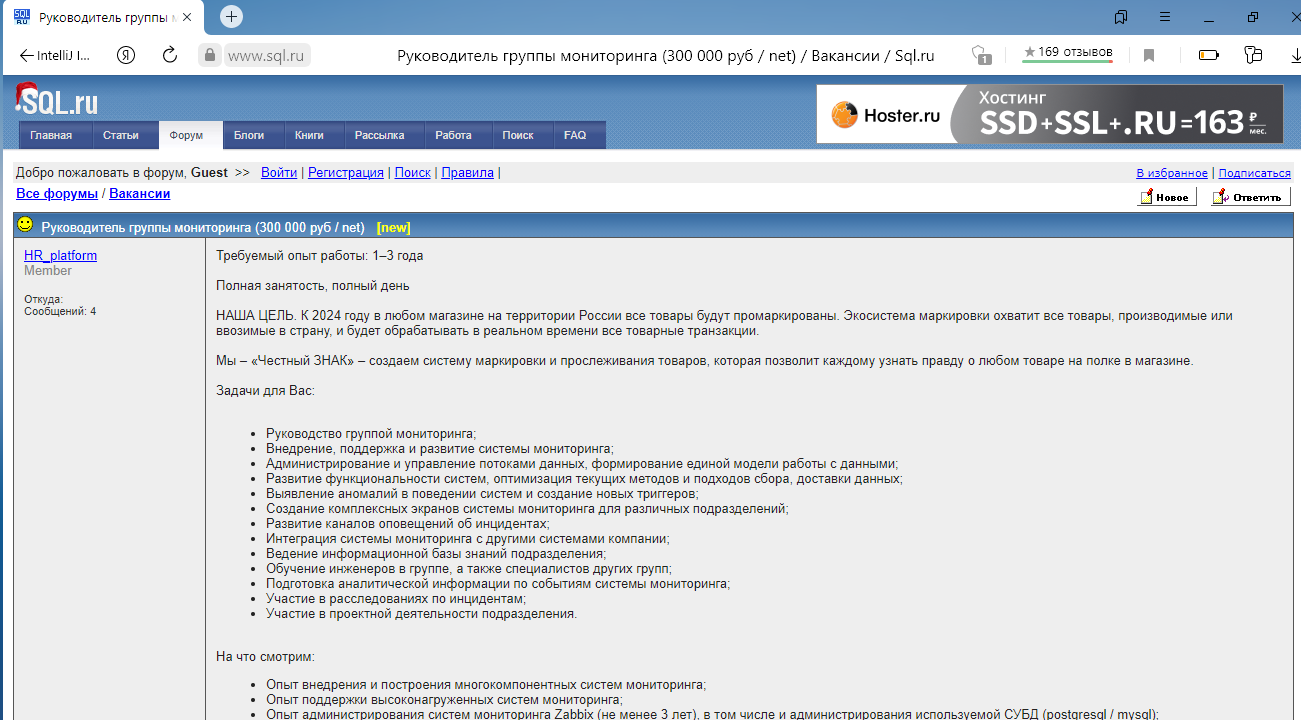 Руководитель группы м
IntelliJ I...
www.sql.ru
Руководитель группы мониторинга (300 000 руб / net) / Вакансии / Sql.ru
1
★ 169 отзывов
SQL.ru
Hoster.ru
Хостинг
SSD+SSL+.RU=163 ₽ мес.
Главная Статьи Форум Блоги Книги Рассылка Работа Поиск FAQ
Добро пожаловать в форум, Guest >> Войти | Регистрация | Поиск | Правила |
В избранное | Подписаться
Все форумы / Вакансии
Новое Ответить
Руководитель группы мониторинга (300 000 руб / net) [new]
HR_platform
Member
Откуда:
Сообщений: 4
Требуемый опыт работы: 1–3 года
Полная занятость, полный день
НАША ЦЕЛЬ. К 2024 году в любом магазине на территории России все товары будут промаркированы. Экосистема маркировки охватит все товары, производимые или
ввозимые в страну, и будет обрабатывать в реальном времени все товарные транзакции.
Мы – «Честный ЗНАК» – создаем систему маркировки и прослеживания товаров, которая позволит каждому узнать правду о любом товаре на полке в магазине.
Задачи для Вас:
• Руководство группой мониторинга;
• Внедрение, поддержка и развитие системы мониторинга;
• Администрирование и управление потоками данных, формирование единой модели работы с данными;
• Развитие функциональности систем, оптимизация текущих методов и подходов сбора, доставки данных;
• Выявление аномалий в поведении систем и создание новых триггеров;
• Создание комплексных экранов системы мониторинга для различных подразделений;
• Развитие каналов оповещений об инцидентах;
• Интеграция системы мониторинга с другими системами компании;
• Ведение информационной базы знаний подразделения;
• Обучение инженеров в группе, а также специалистов других групп;
• Подготовка аналитической информации по событиям системы мониторинга;
• Участие в расследованиях по инцидентам;
• Участие в проектной деятельности подразделения.
На что смотрим:
• Опыт внедрения и построения многокомпонентных систем мониторинга;
• Опыт поддержки высоконагруженных систем мониторинга;
• Опыт администрирования систем мониторинга Zabbix (не менее 3 лет), в том числе и администрирования используемой СУБД (postgresql / mysql);